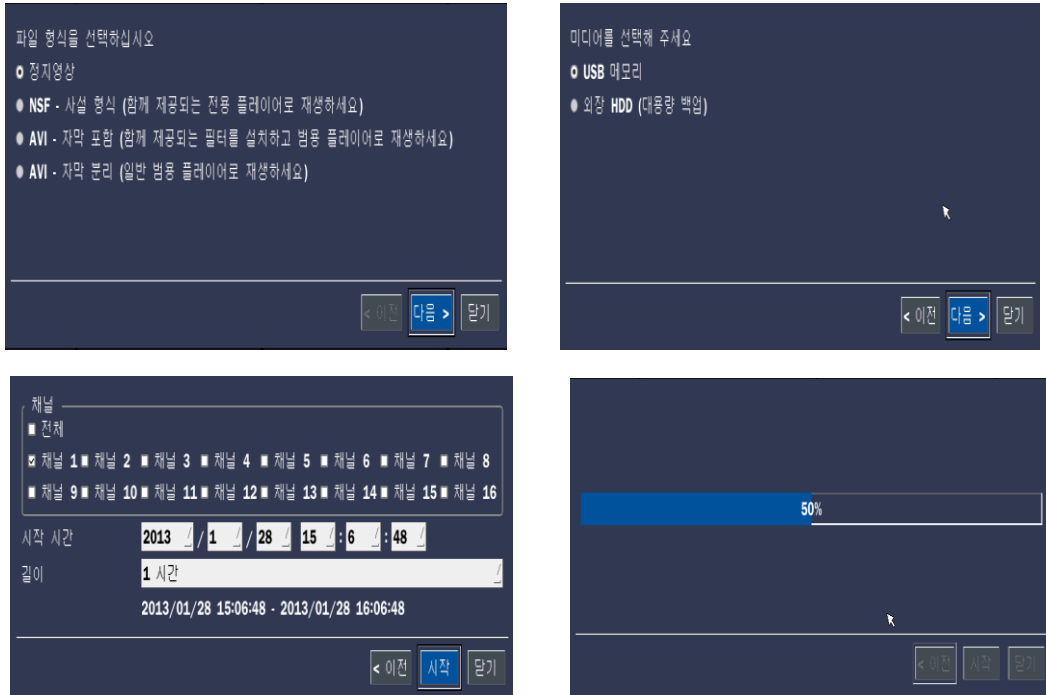 파일 형식을 선택하십시오
정지영상
NSF - 사설 형식 (함께 제공되는 전용 플레이어로 재생하세요)
AVI - 자막 포함 (함께 제공되는 필터를 설치하고 범용 플레이어로 재생하세요)
AVI - 자막 분리 (일반 범용 플레이어로 재생하세요)
< 이전 다음 > 닫기
미디어를 선택해 주세요
USB 메모리
외장 HDD (대용량 백업)
< 이전 다음 > 닫기
채널
전체
채널 1 채널 2 채널 3 채널 4 채널 5 채널 6 채널 7 채널 8
채널 9 채널 10 채널 11 채널 12 채널 13 채널 14 채널 15 채널 16
시작 시간 2013 / 1 / 28 15 : 6 : 48
길이 1 시간
2013/01/28 15:06:48 - 2013/01/28 16:06:48
< 이전 시작 닫기
50%
< 이전 시작 닫기